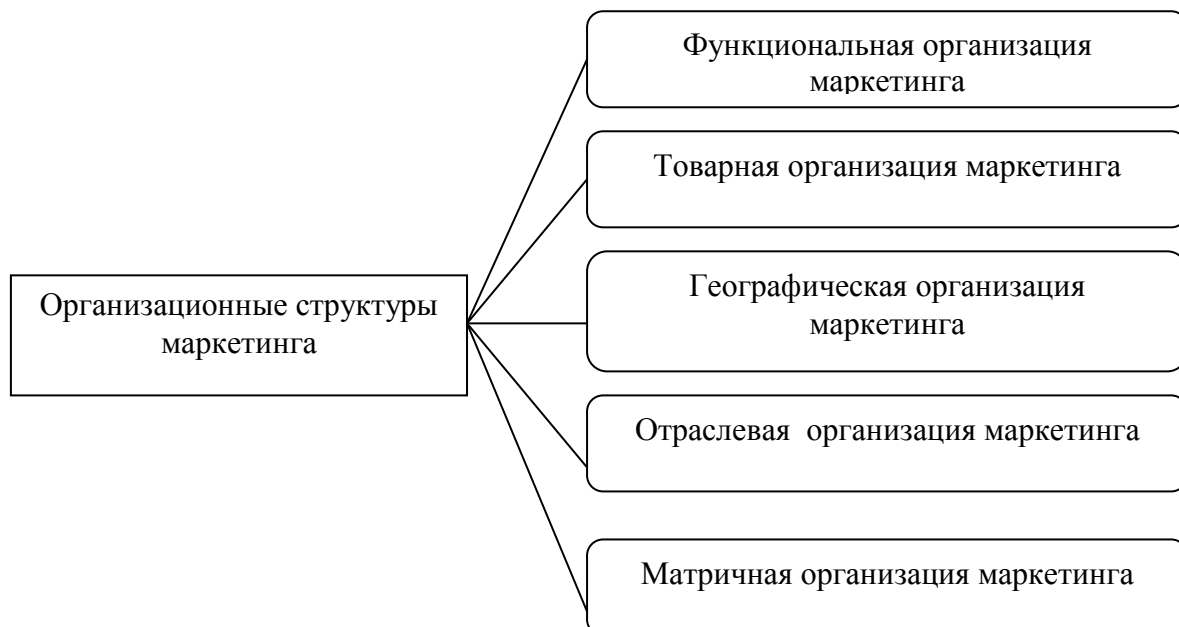 Функциональная организация
маркетинга
Товарная организация маркетинга
Географическая организация
маркетинга
Организационные структуры
маркетинга
Отраслевая  организация маркетинга
Матричная организация маркетинга